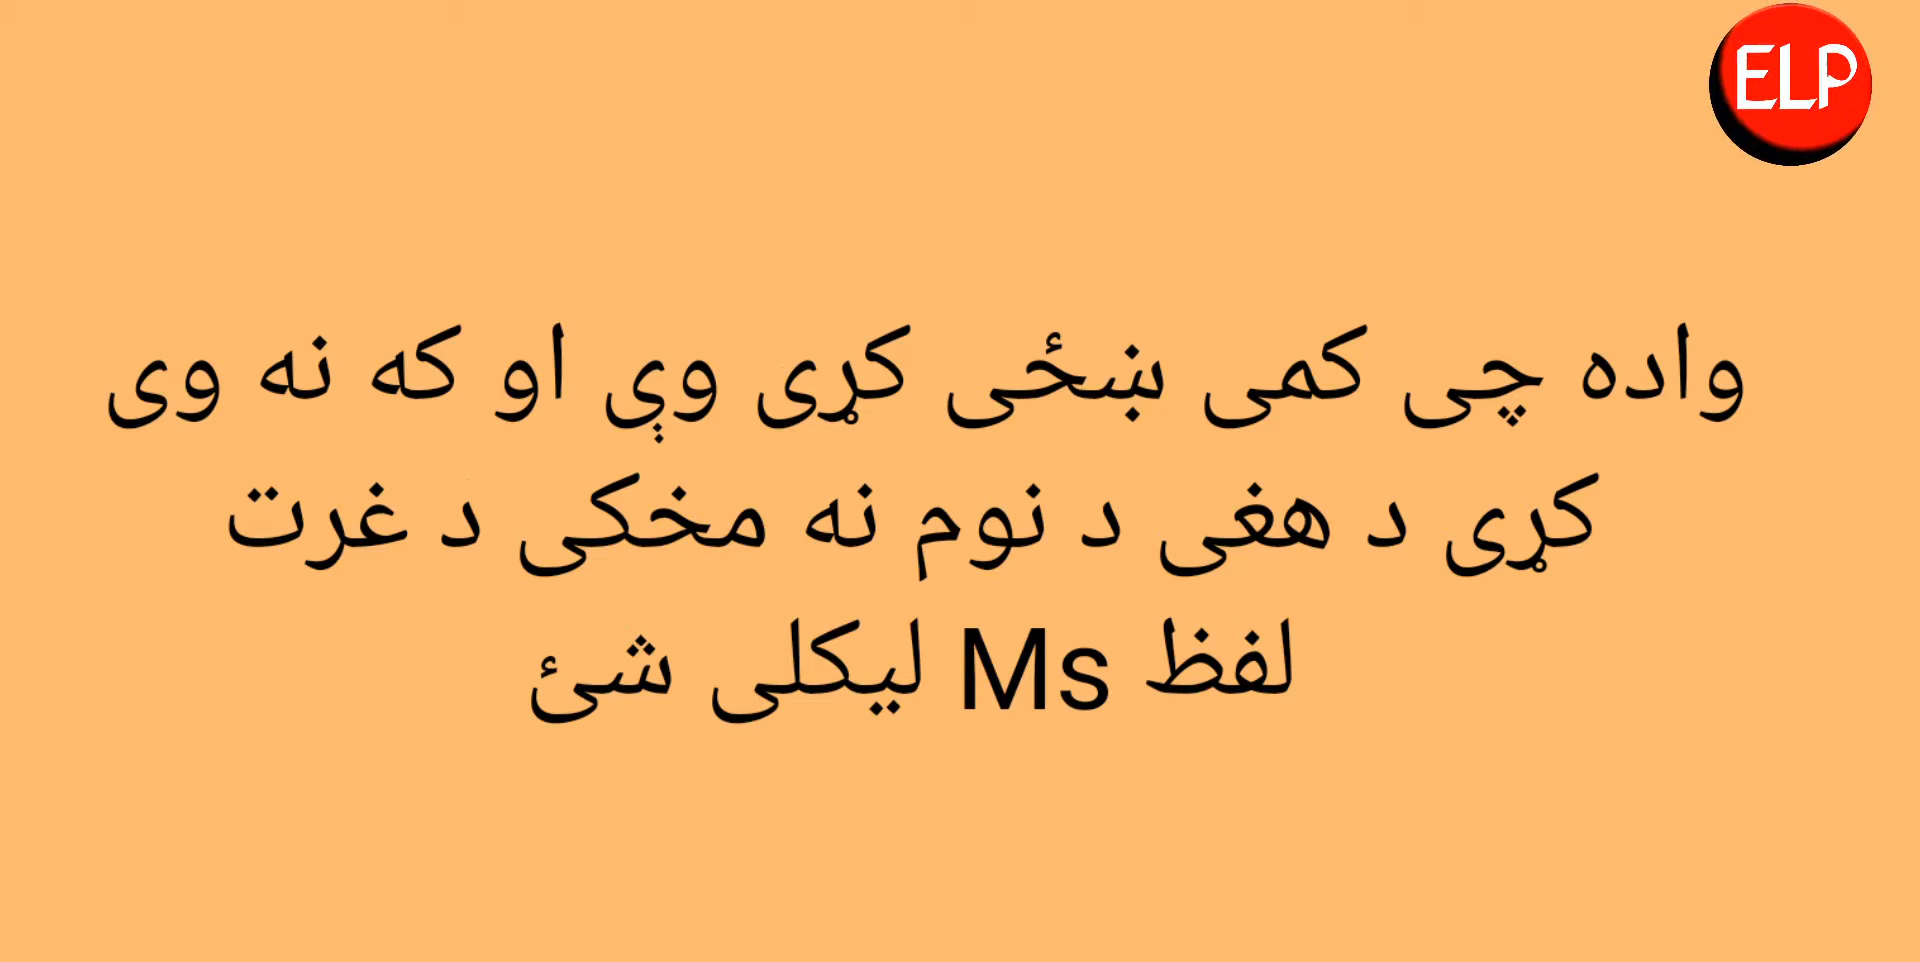 ELP
واده چی کمی ښځی کړی وې او که نه وی
کړی د هغی د نوم نه مخکی د غرت
لفظ Ms لیکلی شئ